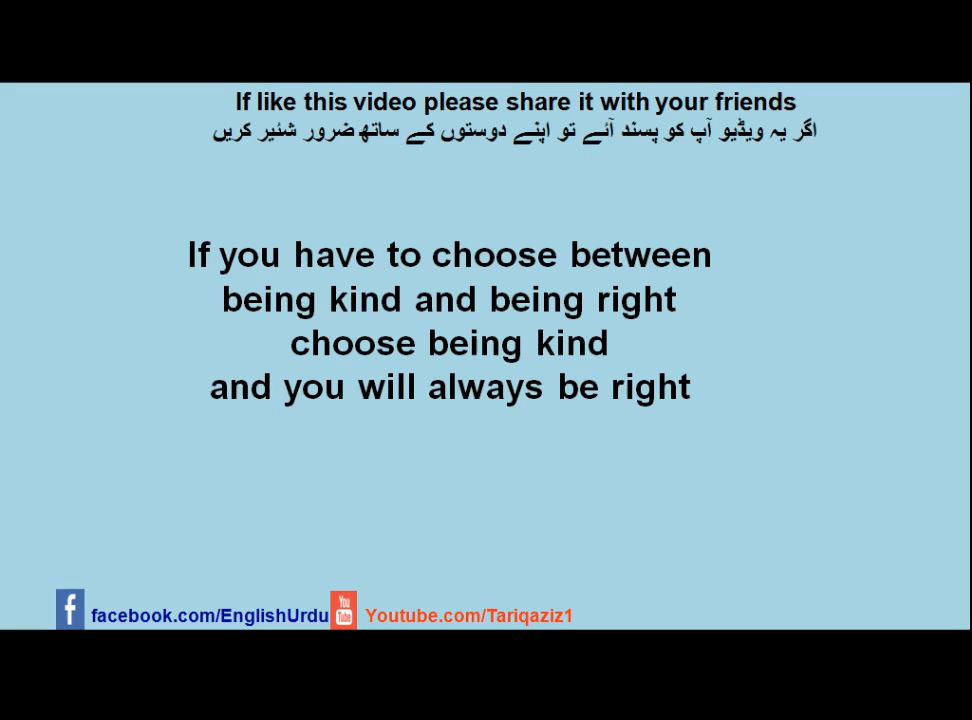 If like this video please share it with your friends
اگر یہ ویڈیو آپ کو پسند آئے تو اپنے دوستوں کے ساتھ ضرور شئیر کریں
If you have to choose between
being kind and being right
choose being kind
and you will always be right
f facebook.com/EnglishUrdu You Tube Youtube.com/Tariqaziz1